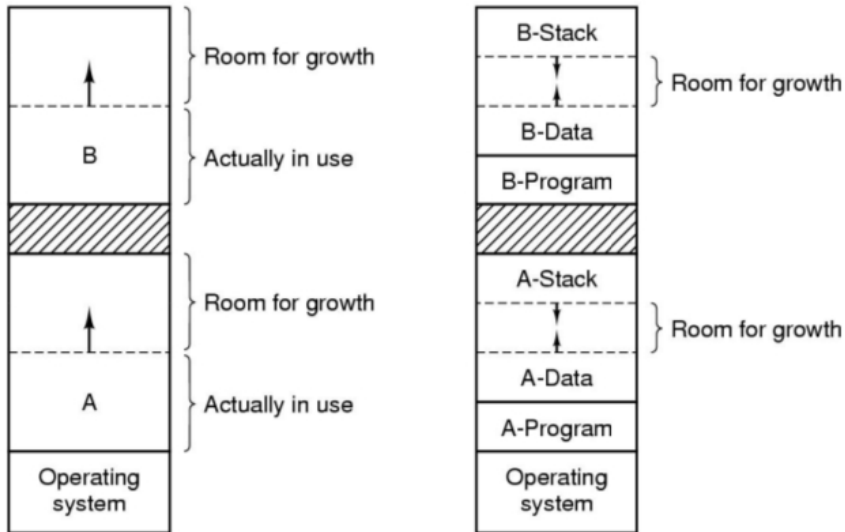 Room for growth
B
Actually in use
Room for growth
A
Actually in use
Operating
system
B-Stack
Room for growth
B-Data
B-Program
A-Stack
Room for growth
A-Data
A-Program
Operating
system